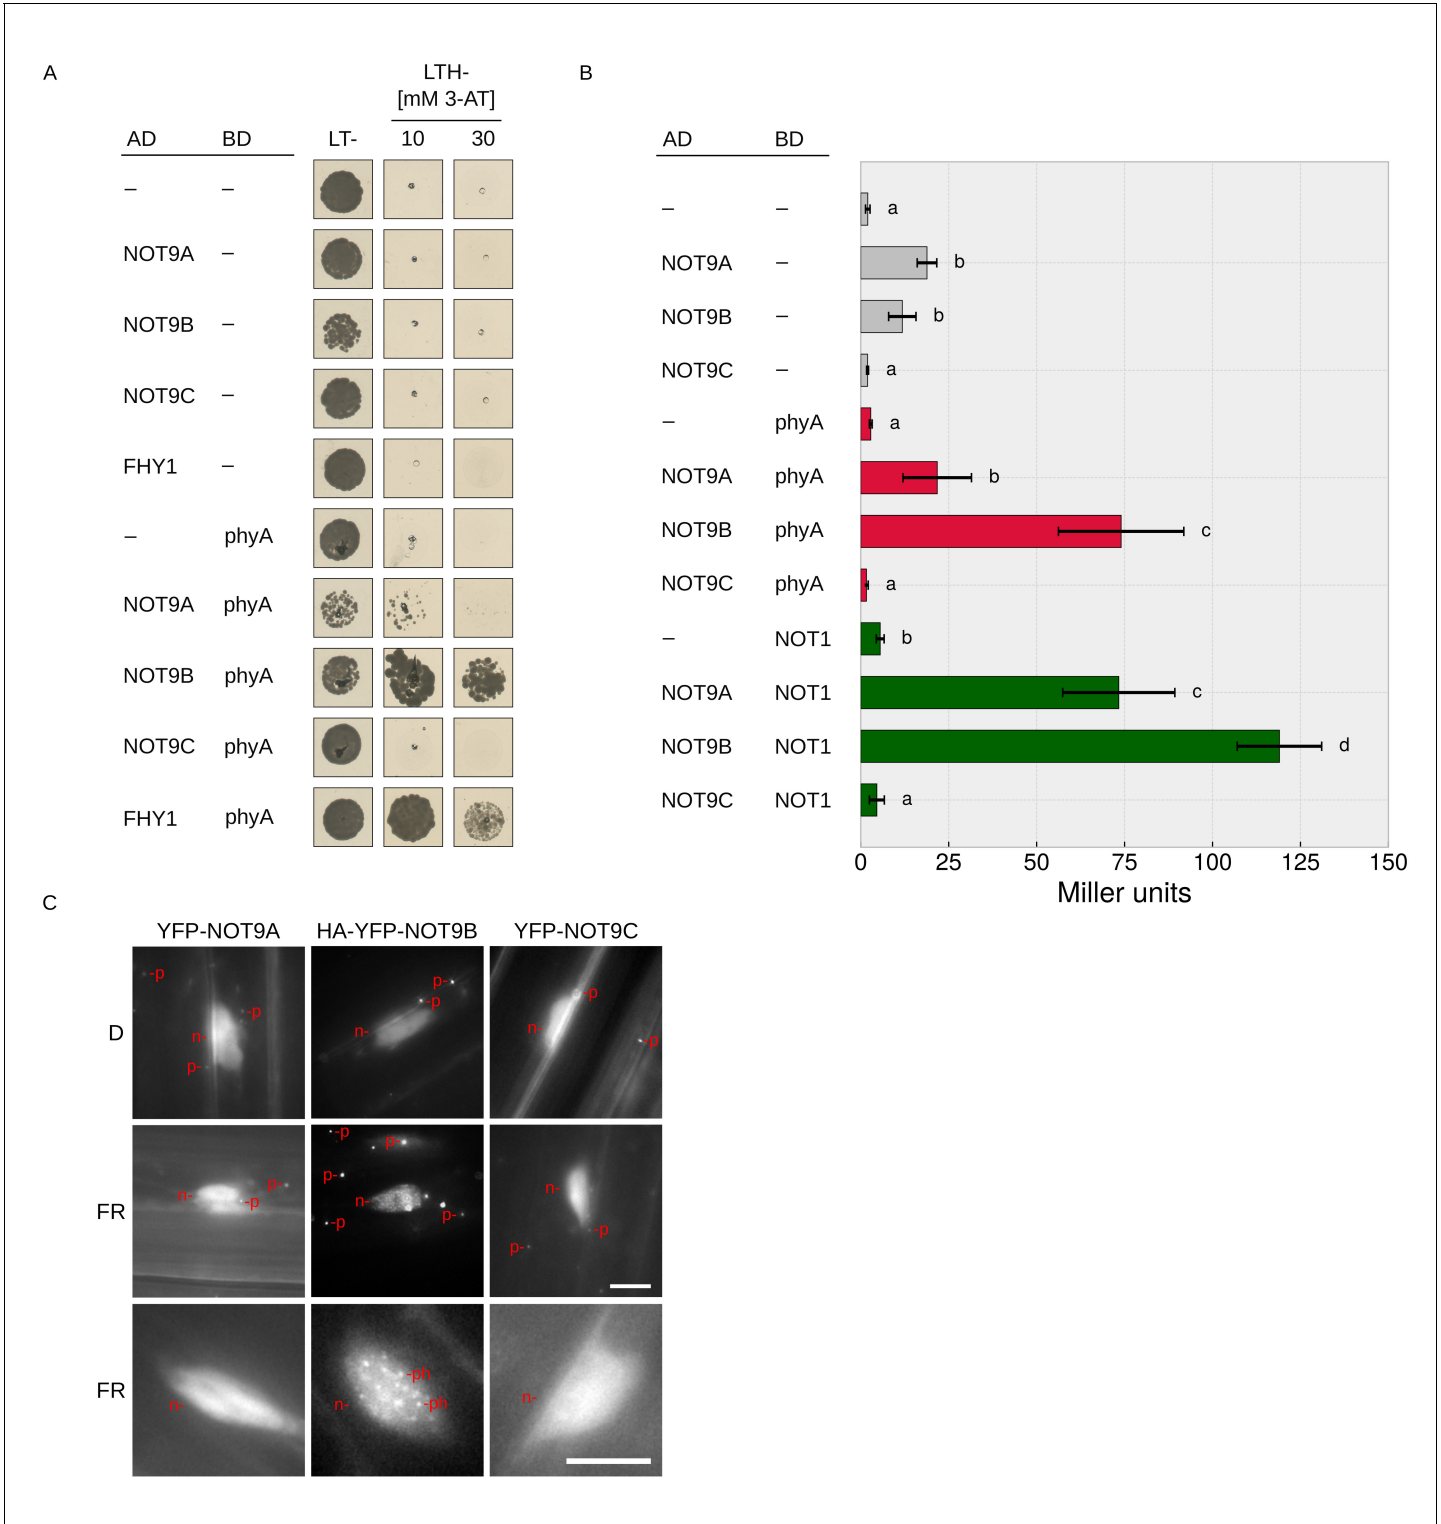 A
LTH-
[mM 3-AT]
AD BD LT- 10 30
– –
NOT9A –
NOT9B –
NOT9C –
FHY1 –
– phyA
NOT9A phyA
NOT9B phyA
NOT9C phyA
FHY1 phyA
B
AD BD
– – a
NOT9A – b
NOT9B – b
NOT9C – a
– phyA a
NOT9A phyA b
NOT9B phyA c
NOT9C phyA a
– NOT1 b
NOT9A NOT1 c
NOT9B NOT1 d
NOT9C NOT1 a
0 25 50 75 100 125 150
Miller units
C
YFP-NOT9A HA-YFP-NOT9B YFP-NOT9C
D
-p
-p
n-
p-
p-
-p
n-
-p
n-
-p
FR
n-
-p
p-
-p
p-
p-
n-
-p
p-
n-
-p
p-
FR
n-
-ph
n-
-ph
n-